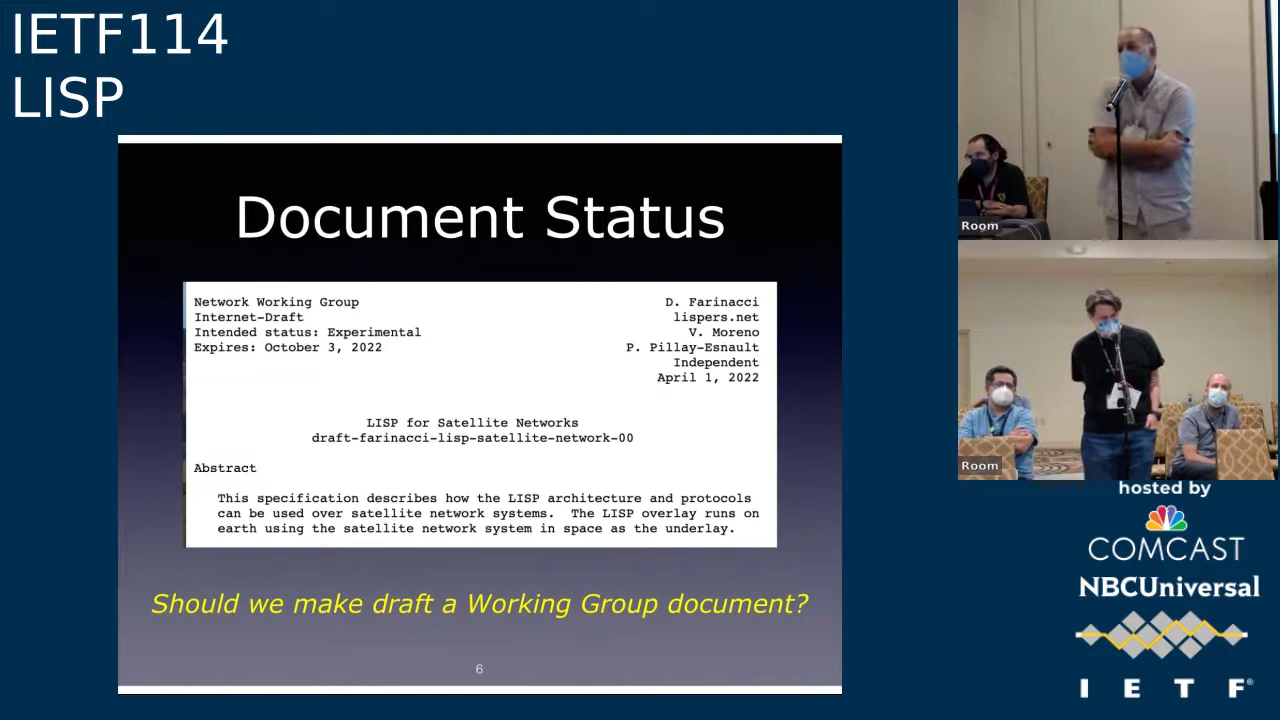 IETF114
LISP
Document Status
Network Working Group                                     D. Farinacci
Internet-Draft                                             lispers.net
Intended status: Experimental                                V. Moreno
Expires: October 3, 2022                             P. Pillay-Esnault
Independent
April 1, 2022
LISP for Satellite Networks
draft-farinacci-lisp-satellite-network-00
Abstract
This specification describes how the LISP architecture and protocols
can be used over satellite network systems.  The LISP overlay runs on
earth using the satellite network system in space as the underlay.
Should we make draft a Working Group document?
6
Room
Room
hosted by
COMCAST
NBCUniversal
I E T F®